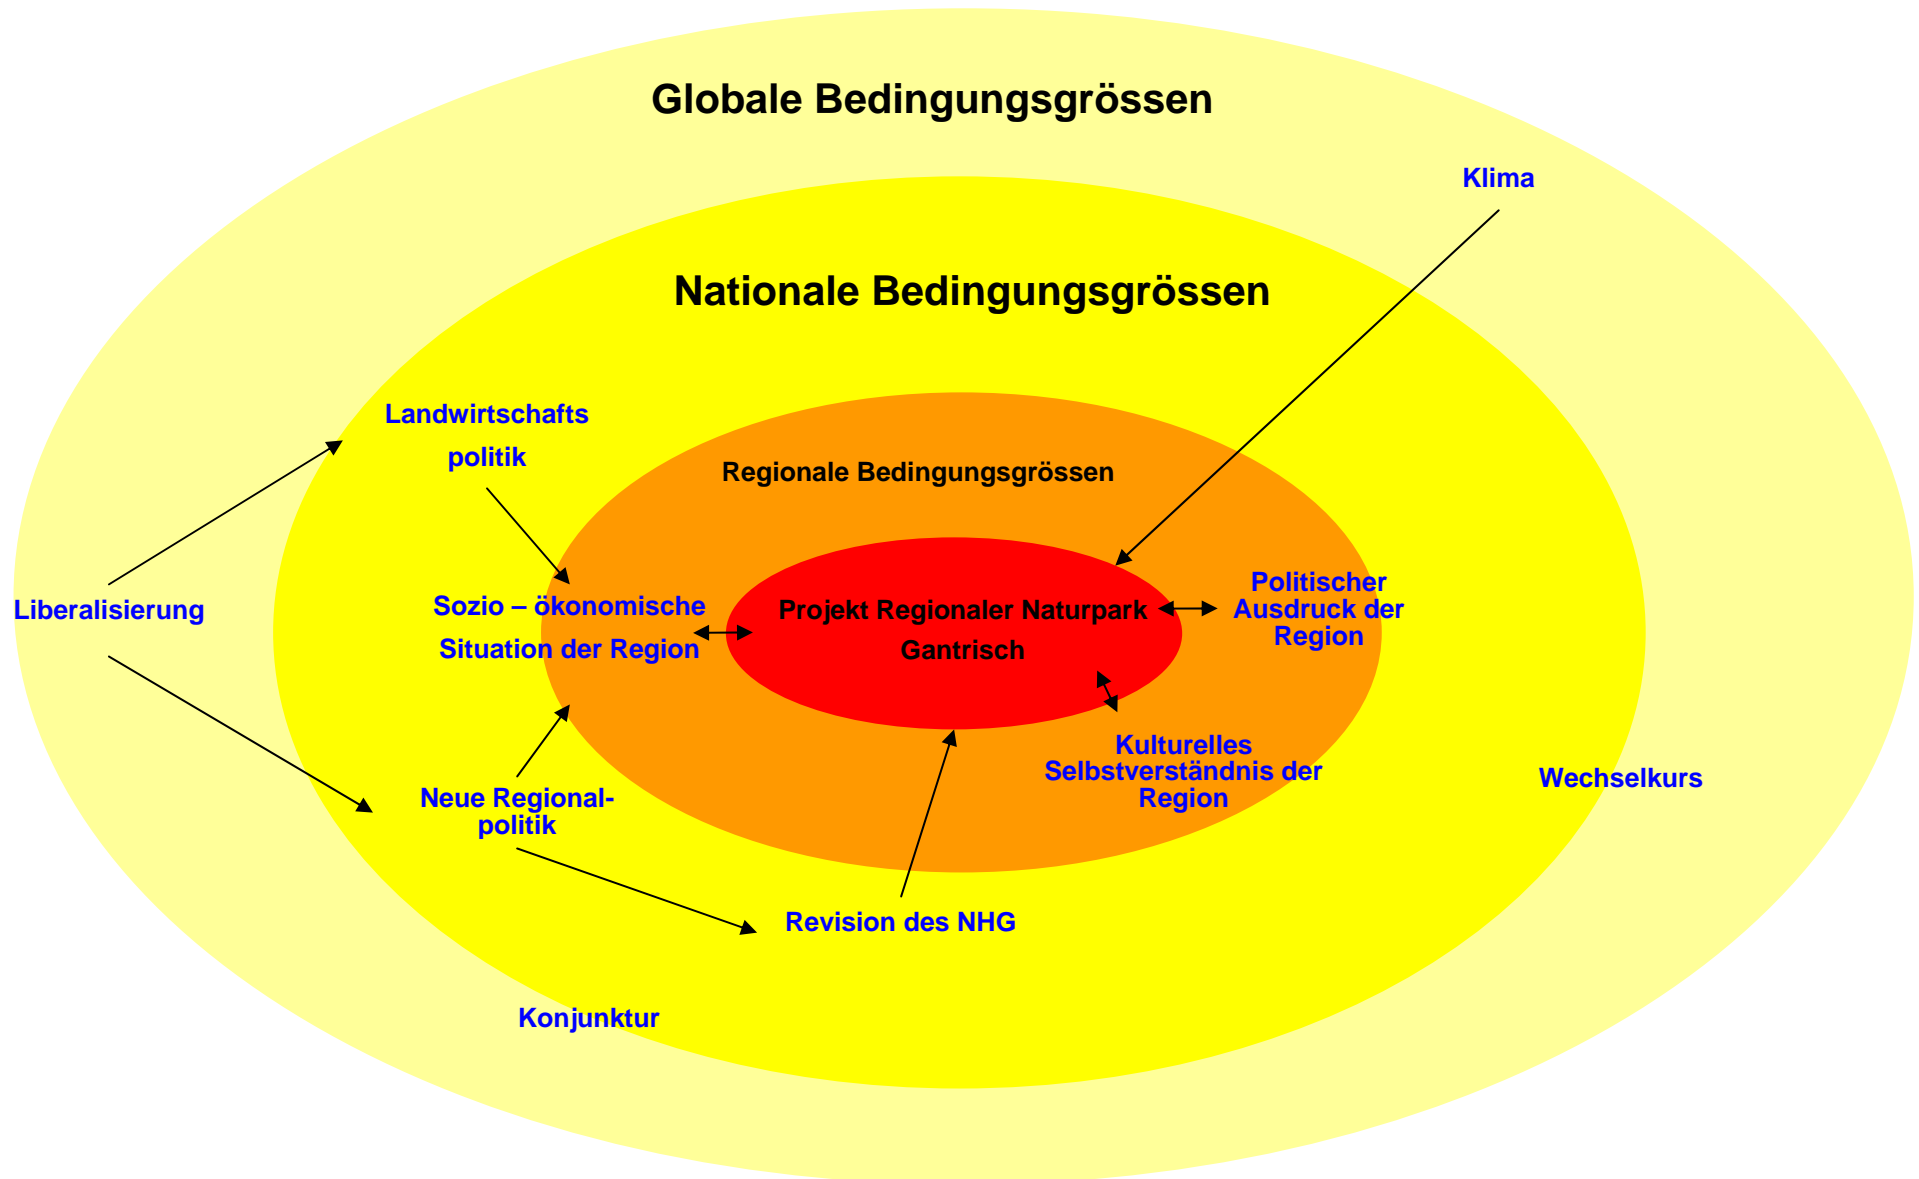 Globale Bedingungsgrössen
Klima
Nationale Bedingungsgrössen
Landwirtschafts
politik
Regionale Bedingungsgrössen
Liberalisierung
Sozio – ökonomische
Situation der Region
Projekt Regionaler Naturpark
Gantrisch
Politischer
Ausdruck der
Region
Kulturelles
Selbstverständnis der
Region
Wechselkurs
Neue Regional-
politik
Revision des NHG
Konjunktur